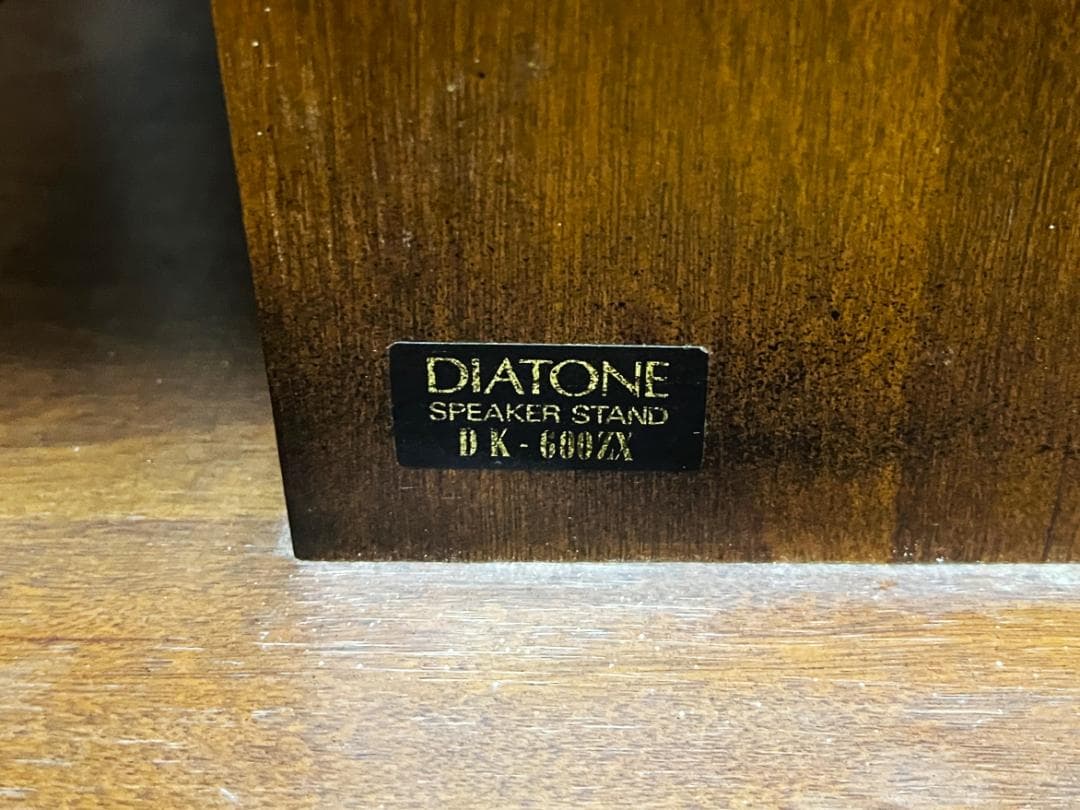 DIATONE
SPEAKER STAND
DK-600ZX